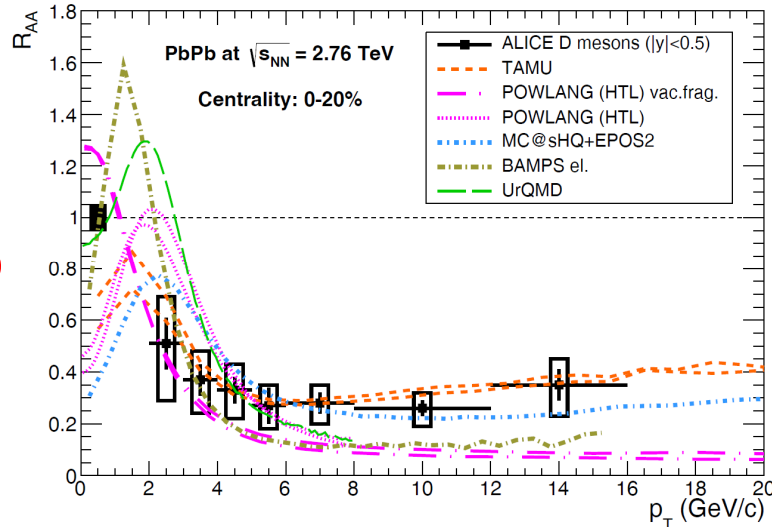 R_AA
PbPb at √s_NN = 2.76 TeV
Centrality: 0-20%
ALICE D mesons (|y|<0.5)
TAMU
POWLANG (HTL) vac.frag.
POWLANG (HTL)
MC@sHQ+EPOS2
BAMPS el.
UrQMD
1.8
1.6
1.4
1.2
1
0.8
0.6
0.4
0.2
0
0 2 4 6 8 10 12 14 16 18 20
p_T (GeV/c)